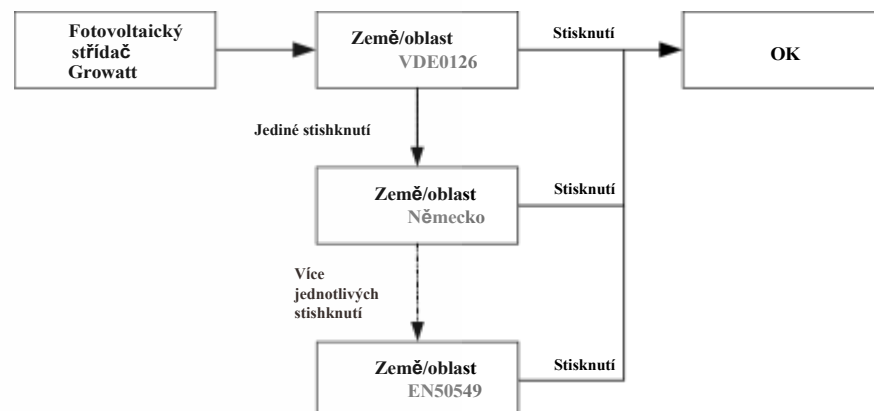 Fotovoltaický
střídač
Growatt
Země/oblast
VDE0126
Stisknutí
OK
Jediné stishknutí
Země/oblast
Německo
Stisknutí
Více
jednotlivých
stishknutí
Země/oblast
EN50549
Stisknutí